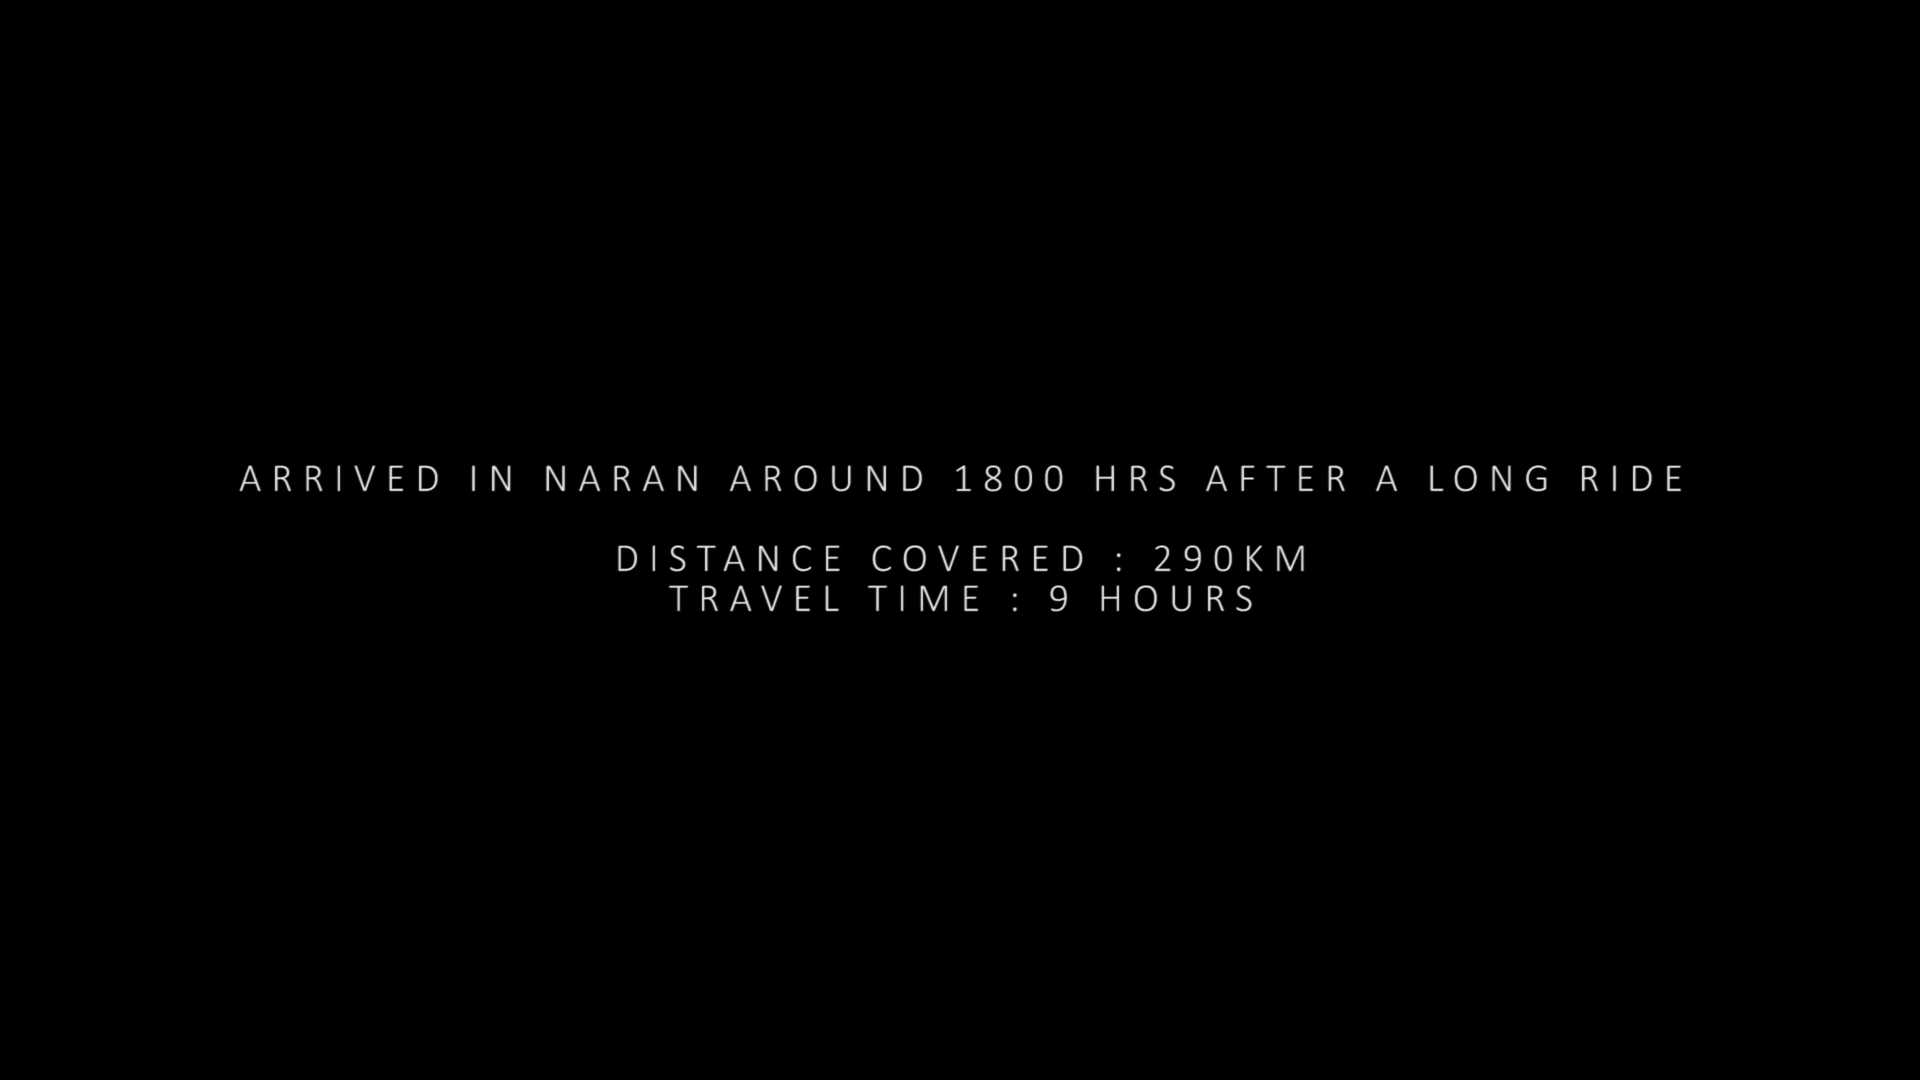 ARRIVED IN NARAN AROUND 1800 HRS AFTER A LONG RIDE
DISTANCE COVERED : 290KM
TRAVEL TIME : 9 HOURS